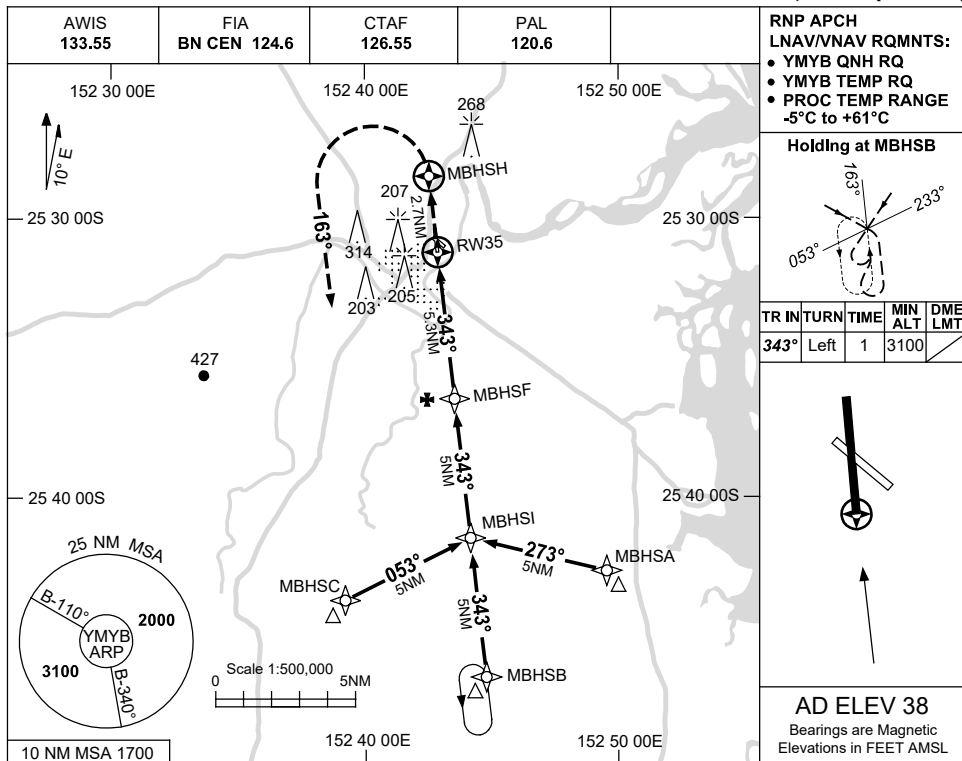 AWIS
133.55
FIA
BN CEN 124.6
CTAF
126.55
PAL
120.6
RNP APCH
LNAV/VNAV RQMNTS:
• YMYB QNH RQ
• YMYB TEMP RQ
• PROC TEMP RANGE
-5°C to +61°C
152 30 00E
152 40 00E
152 50 00E
10° E
268
MBHSH
207
2.7NM
25 30 00S
25 30 00S
163°
314
RW35
203
205
343°
5.3NM
427
MBHSF
343°
5NM
25 40 00S
25 40 00S
MBHSI
053°
5NM
273°
5NM
MBHSC
MBHSA
343°
5NM
MBHSB
25 NM MSA
B-110°
2000
YMYB
ARP
3100
B-340°
Scale 1:500,000
0
5NM
10 NM MSA 1700
152 40 00E
152 50 00E
Holding at MBHSB
163°
233°
053°
TR IN TURN TIME MIN ALT DME LMT
343° Left 1 3100
AD ELEV 38
Bearings are Magnetic
Elevations in FEET AMSL